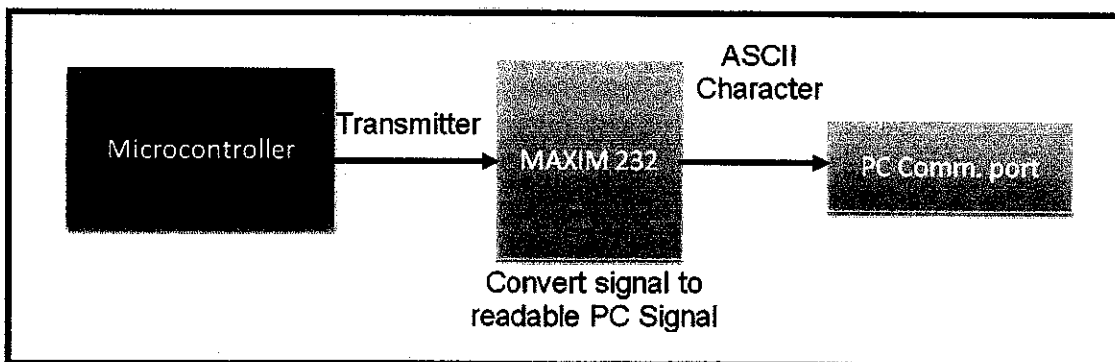 Microcontroller
Transmitter
MAXIM 232
Convert signal to
readable PC Signal
ASCII
Character
PC Comm. port